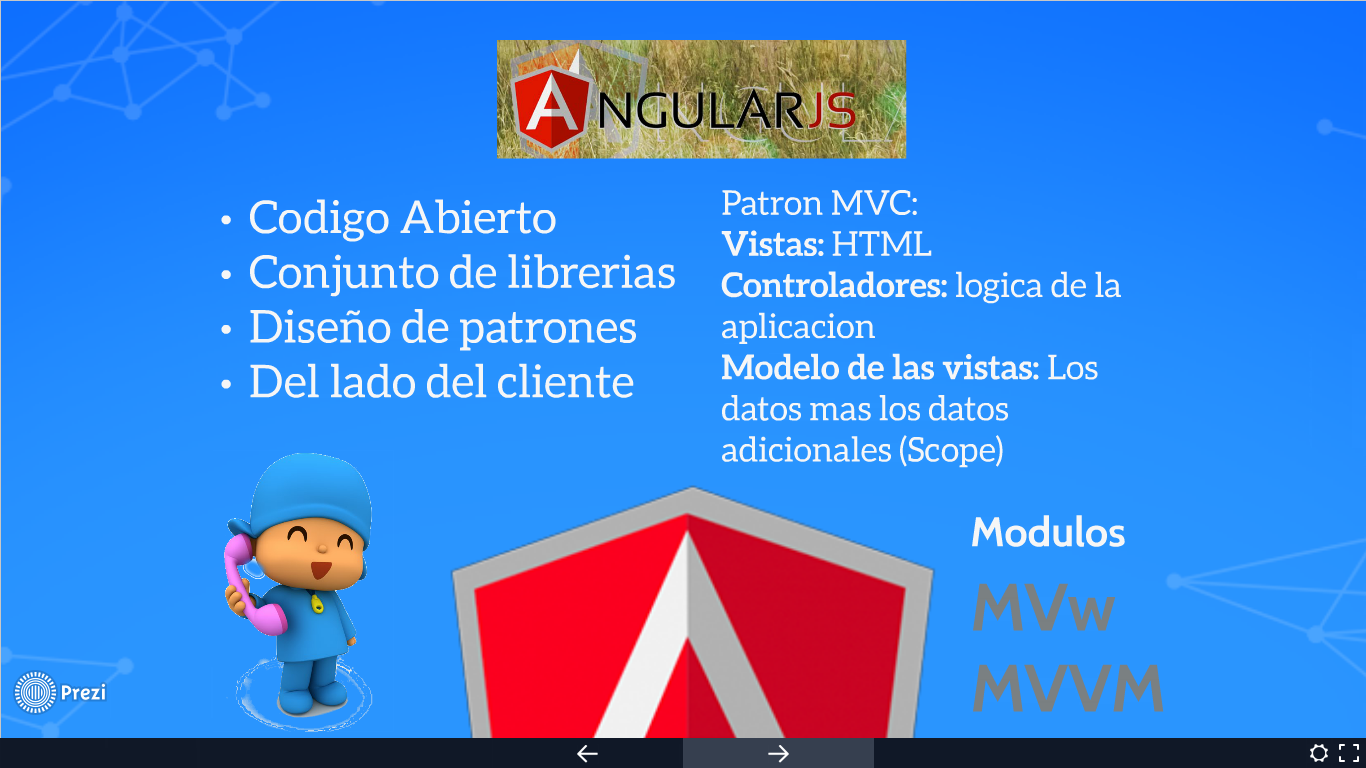 ANGULARJS
• Codigo Abierto
• Conjunto de librerias
• Diseño de patrones
• Del lado del cliente
Patron MVC:
Vistas: HTML
Controladores: logica de la
aplicacion
Modelo de las vistas: Los
datos mas los datos
adicionales (Scope)
Modulos
MVw
MVVM
Prezi